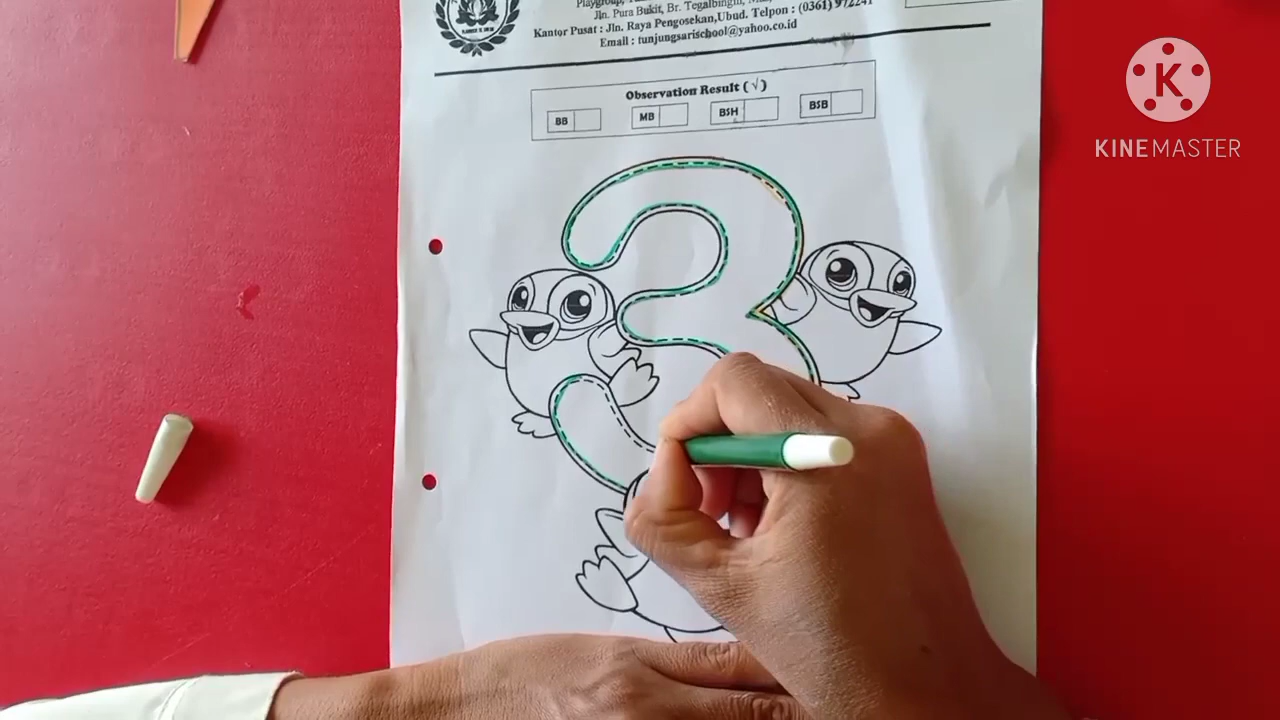 Playgroup,
Jln. Pura Bukit, Br. Tegalbingin,
Kantor Pusat : Jln. Raya Pengosekan,Ubud. Telpon : (0361) 972241
Email : tunjungsarischool@yahoo.co.id
Observation Result ( √ )
BB
MB
BSH
BSB
3
K
KINEMASTER